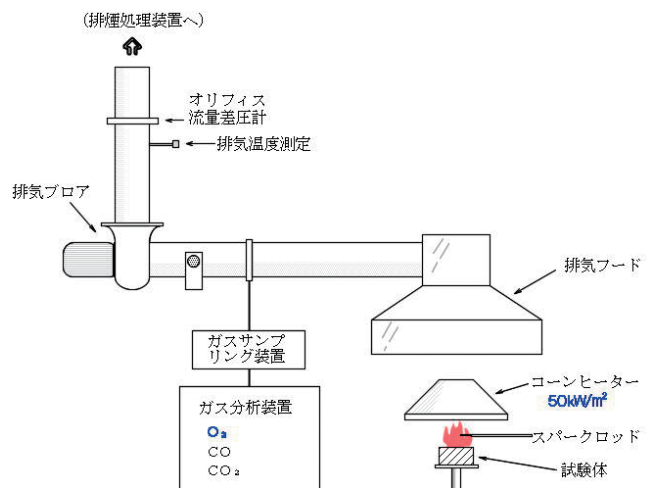 (排煙処理装置へ)
オリフィス
流量差圧計
排気温度測定
排気ブロア
排気フード
ガスサンプ
リング装置
コーンヒーター
50kW/m²
ガス分析装置
O₂
CO
CO₂
スパークロッド
試験体